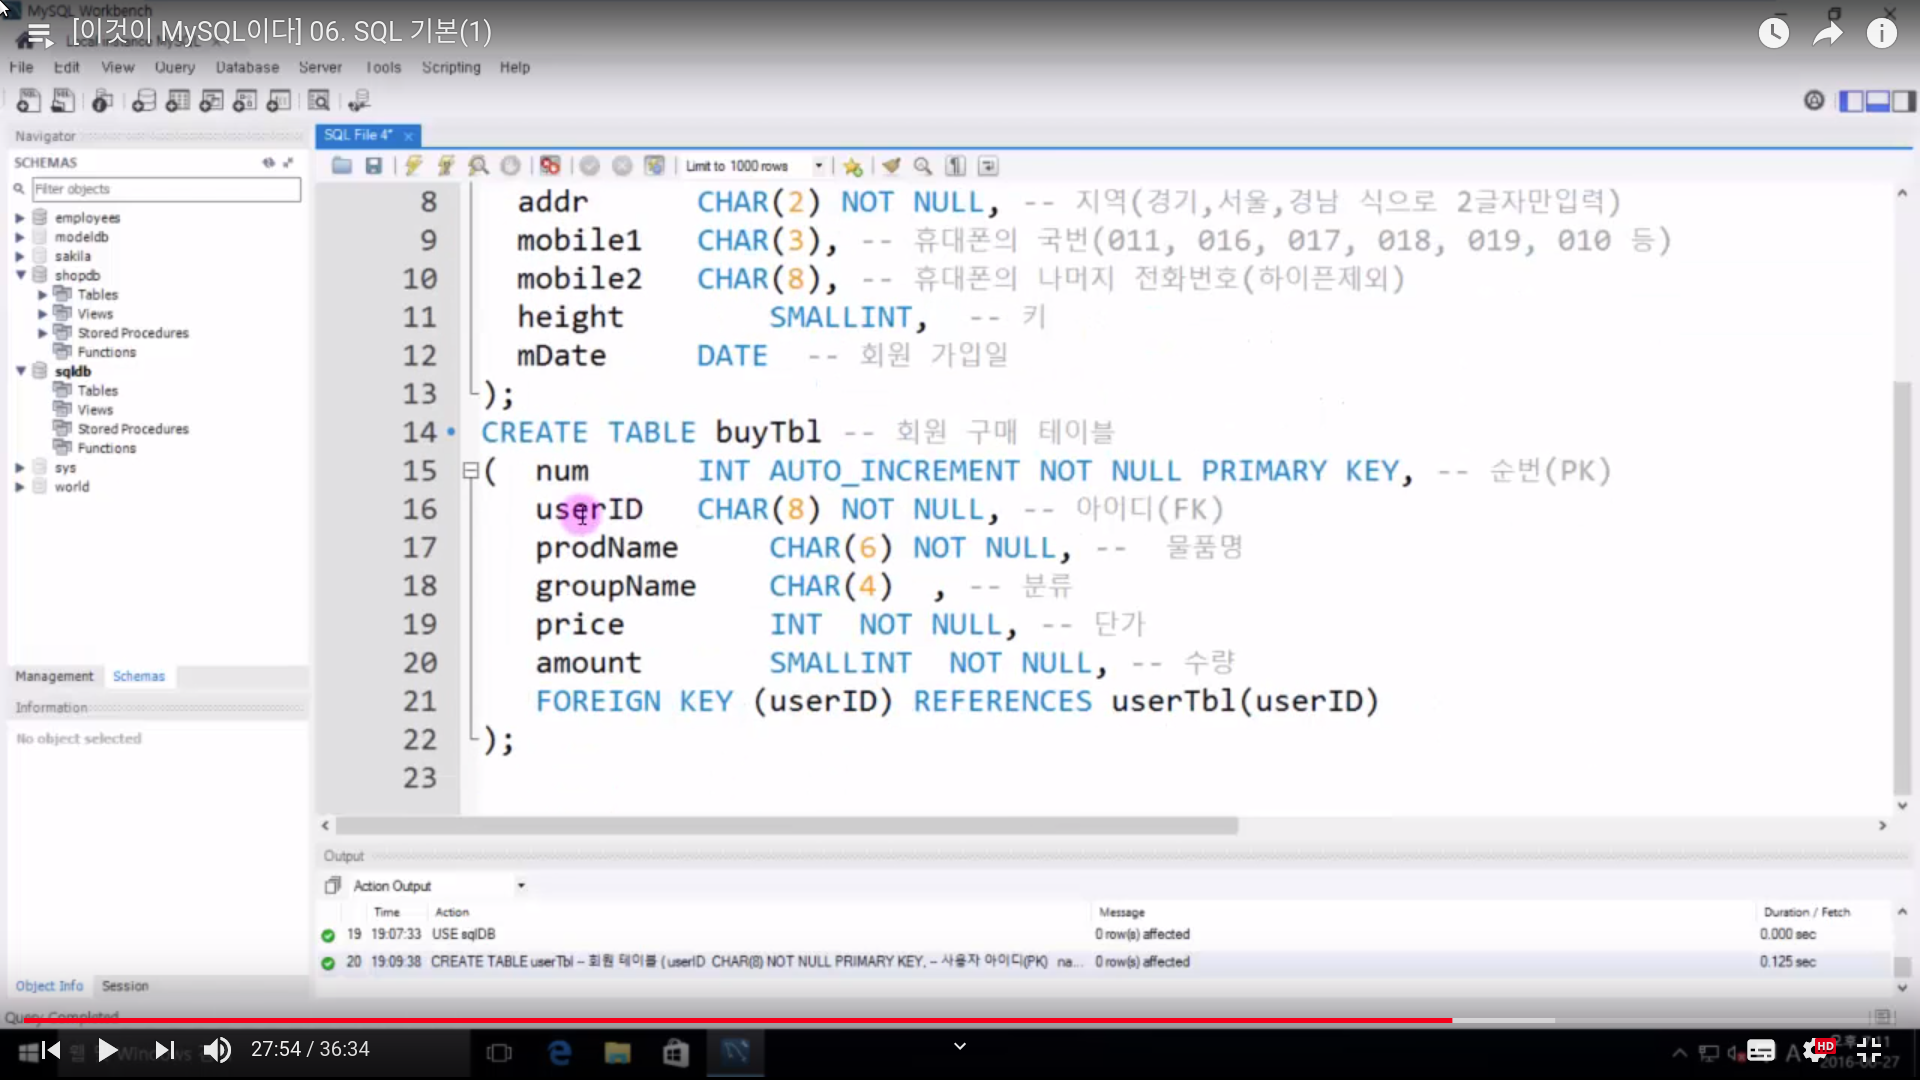 MySQL Workbench
[이것이 MySQL이다] 06. SQL 기본(1)
File Edit View Query Database Server Tools Scripting Help
Navigator
SCHEMAS
Filter objects
employees
modeldb
sakila
shopdb
Tables
Views
Stored Procedures
Functions
sqldb
Tables
Views
Stored Procedures
Functions
sys
world
Management Schemas
Information
No object selected
Object Info Session
Query Completed
SQL File 4*
Limit to 1000 rows
8 addr CHAR(2) NOT NULL, -- 지역(경기,서울,경남 식으로 2글자만입력)
9 mobile1 CHAR(3), -- 휴대폰의 국번(011, 016, 017, 018, 019, 010 등)
10 mobile2 CHAR(8), -- 휴대폰의 나머지 전화번호(하이픈제외)
11 height SMALLINT, -- 키
12 mDate DATE -- 회원 가입일
13 );
14 CREATE TABLE buyTbl -- 회원 구매 테이블
15 ( num INT AUTO_INCREMENT NOT NULL PRIMARY KEY, -- 순번(PK)
16 userID CHAR(8) NOT NULL, -- 아이디(FK)
17 prodName CHAR(6) NOT NULL, -- 물품명
18 groupName CHAR(4) , -- 분류
19 price INT NOT NULL, -- 단가
20 amount SMALLINT NOT NULL, -- 수량
21 FOREIGN KEY (userID) REFERENCES userTbl(userID)
22 );
23
Output
Action Output
Time Action Message Duration / Fetch
19 19:07:33 USE sqlDB 0 row(s) affected 0.000 sec
20 19:09:38 CREATE TABLE userTbl -- 회원 테이블 ( userID CHAR(8) NOT NULL PRIMARY KEY, -- 사용자 아이디(PK) na... 0 row(s) affected 0.125 sec
27:54 / 36:34
HD